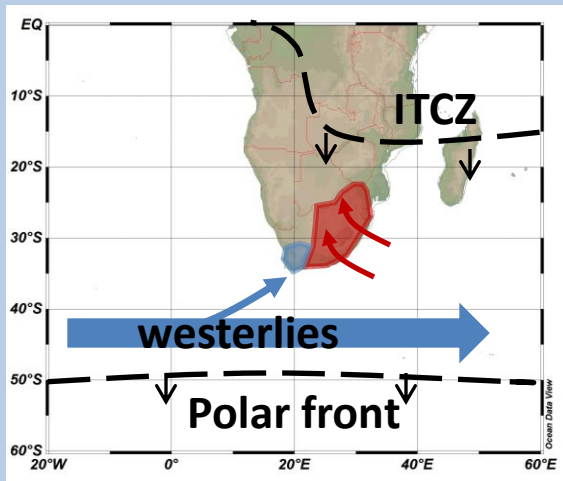 EQ
ITCZ
10°S
20°S
30°S
40°S
westerlies
50°S
Polar front
60°S
20°W 0° 20°E 40°E 60°E
Ocean Data View